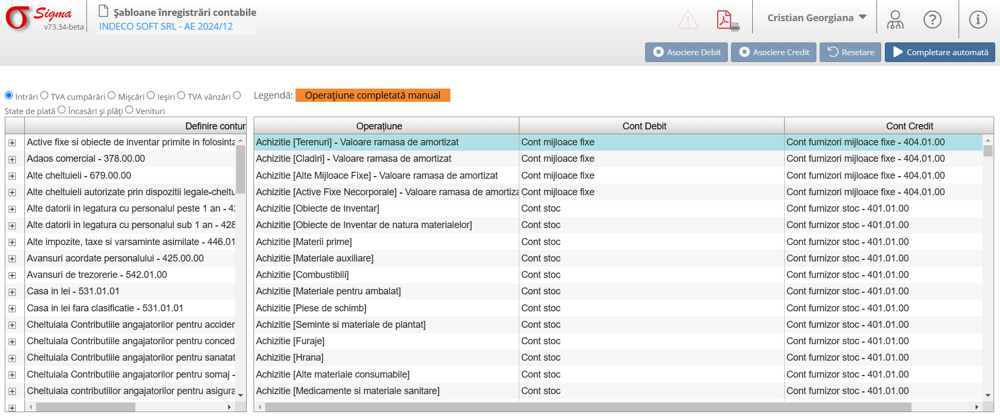 Sigma
v73.34-beta
Șabloane înregistrări contabile
INDECO SOFT SRL - AE 2024/12
Cristian Georgiana
Asociere Debit
Asociere Credit
Resetare
Completare automată
Intrări TVA cumpărări Mișcări Ieșiri TVA vânzări
State de plată Încasări și plăți Venituri
Legendă: Operaţiune completată manual
Definire contur
Active fixe si obiecte de inventar primite in folosinta
Adaos comercial - 378.00.00
Alte cheltuieli - 679.00.00
Alte cheltuieli autorizate prin dispozitii legale-cheltu
Alte datorii in legatura cu personalul peste 1 an - 42
Alte datorii in legatura cu personalul sub 1 an - 428
Alte impozite, taxe si varsaminte asimilate - 446.01
Avansuri acordate personalului - 425.00.00
Avansuri de trezorerie - 542.01.00
Casa in lei - 531.01.01
Casa in lei fara clasificatie - 531.01.01
Cheltuiala Contributiile angajatorilor pentru acciden
Cheltuiala Contributiile angajatorilor pentru conced
Cheltuiala Contributiile angajatorilor pentru sanatat
Cheltuiala Contributiile angajatorilor pentru somaj -
Cheltuiala contributiilor angajatorilor pentru asigura
Operațiune Cont Debit Cont Credit
Achizitie [Terenuri] - Valoare ramasa de amortizat Cont mijloace fixe Cont furnizori mijloace fixe - 404.01.00
Achizitie [Cladiri] - Valoare ramasa de amortizat Cont mijloace fixe Cont furnizori mijloace fixe - 404.01.00
Achizitie [Alte Mijloace Fixe] - Valoare ramasa de amortizat Cont mijloace fixe Cont furnizori mijloace fixe - 404.01.00
Achizitie [Active Fixe Necorporale] - Valoare ramasa de amortiza Cont mijloace fixe Cont furnizori mijloace fixe - 404.01.00
Achizitie [Obiecte de Inventar] Cont stoc Cont furnizor stoc - 401.01.00
Achizitie [Obiecte de Inventar de natura materialelor] Cont stoc Cont furnizor stoc - 401.01.00
Achizitie [Materii prime] Cont stoc Cont furnizor stoc - 401.01.00
Achizitie [Materiale auxiliare] Cont stoc Cont furnizor stoc - 401.01.00
Achizitie [Combustibili] Cont stoc Cont furnizor stoc - 401.01.00
Achizitie [Materiale pentru ambalat] Cont stoc Cont furnizor stoc - 401.01.00
Achizitie [Piese de schimb] Cont stoc Cont furnizor stoc - 401.01.00
Achizitie [Seminte si materiale de plantat] Cont stoc Cont furnizor stoc - 401.01.00
Achizitie [Furaje] Cont stoc Cont furnizor stoc - 401.01.00
Achizitie [Hrana] Cont stoc Cont furnizor stoc - 401.01.00
Achizitie [Alte materiale consumabile] Cont stoc Cont furnizor stoc - 401.01.00
Achizitie [Medicamente si materiale sanitare] Cont stoc Cont furnizor stoc - 401.01.00